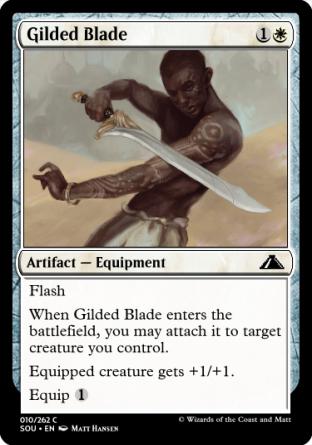 Gilded Blade 1
Artifact — Equipment
Flash
When Gilded Blade enters the
battlefield, you may attach it to target
creature you control.
Equipped creature gets +1/+1.
Equip 1
010/262 C
SOU • EN Matt Hansen
© Wizards of the Coast and Matt